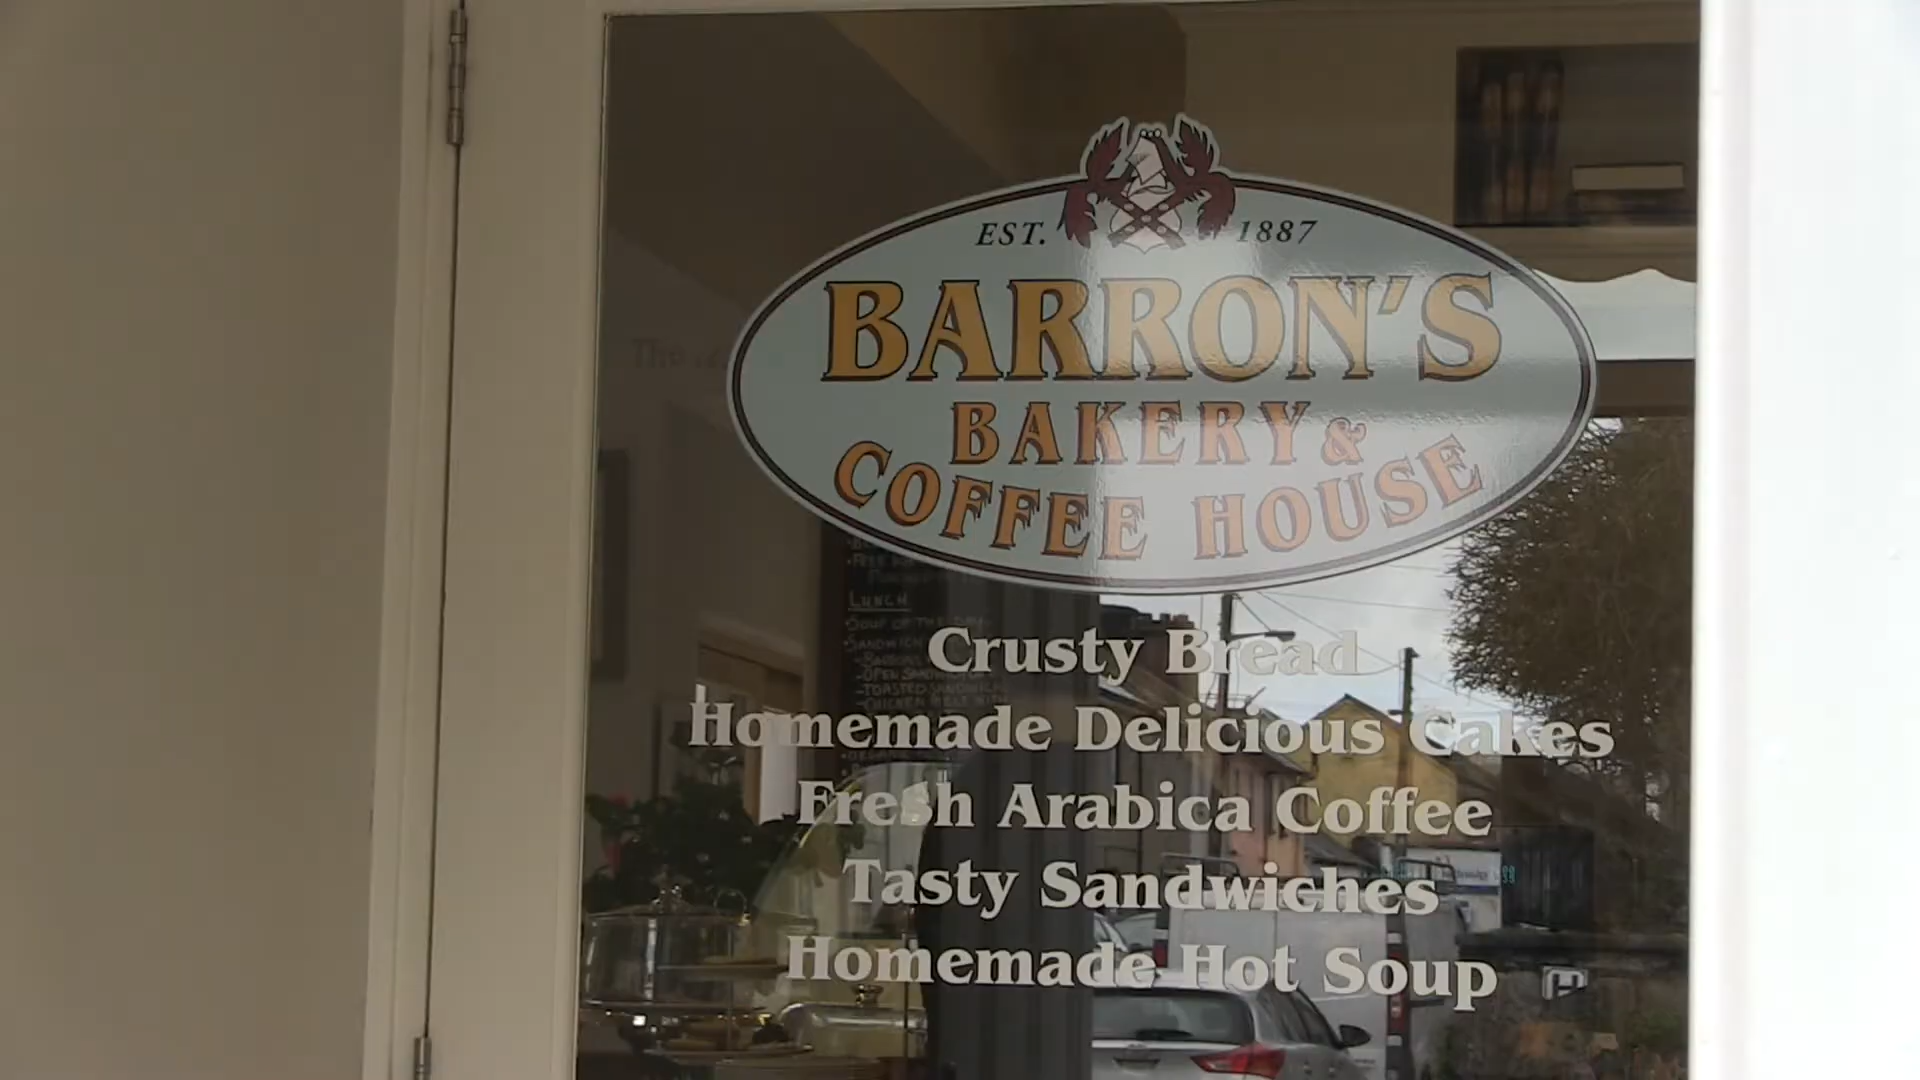 EST. 1887
BARRON'S
BAKERY &
COFFEE HOUSE
LUNCH
Crusty Bread
Homemade Delicious Cakes
Fresh Arabica Coffee
Tasty Sandwiches
Homemade Hot Soup